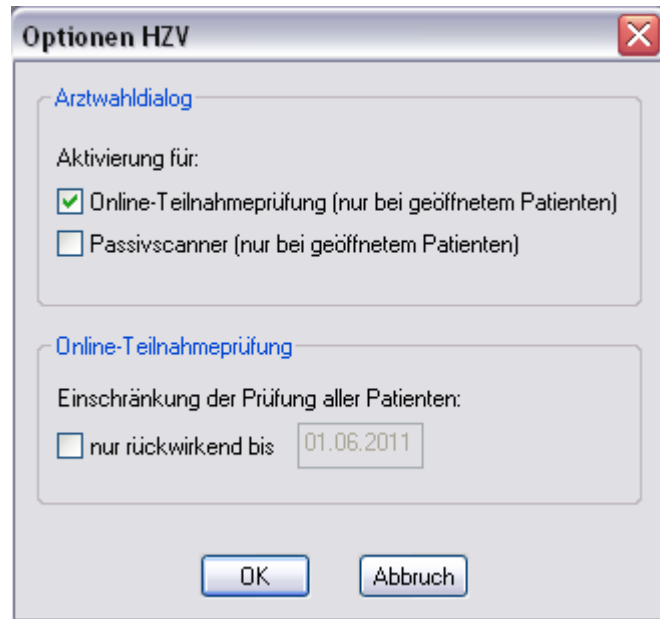 Optionen HZV
Arztwahldialog
Aktivierung für:
Online-Teilnahmeprüfung (nur bei geöffnetem Patienten)
Passivscanner (nur bei geöffnetem Patienten)
Online-Teilnahmeprüfung
Einschränkung der Prüfung aller Patienten:
nur rückwirkend bis 01.06.2011
OK Abbruch